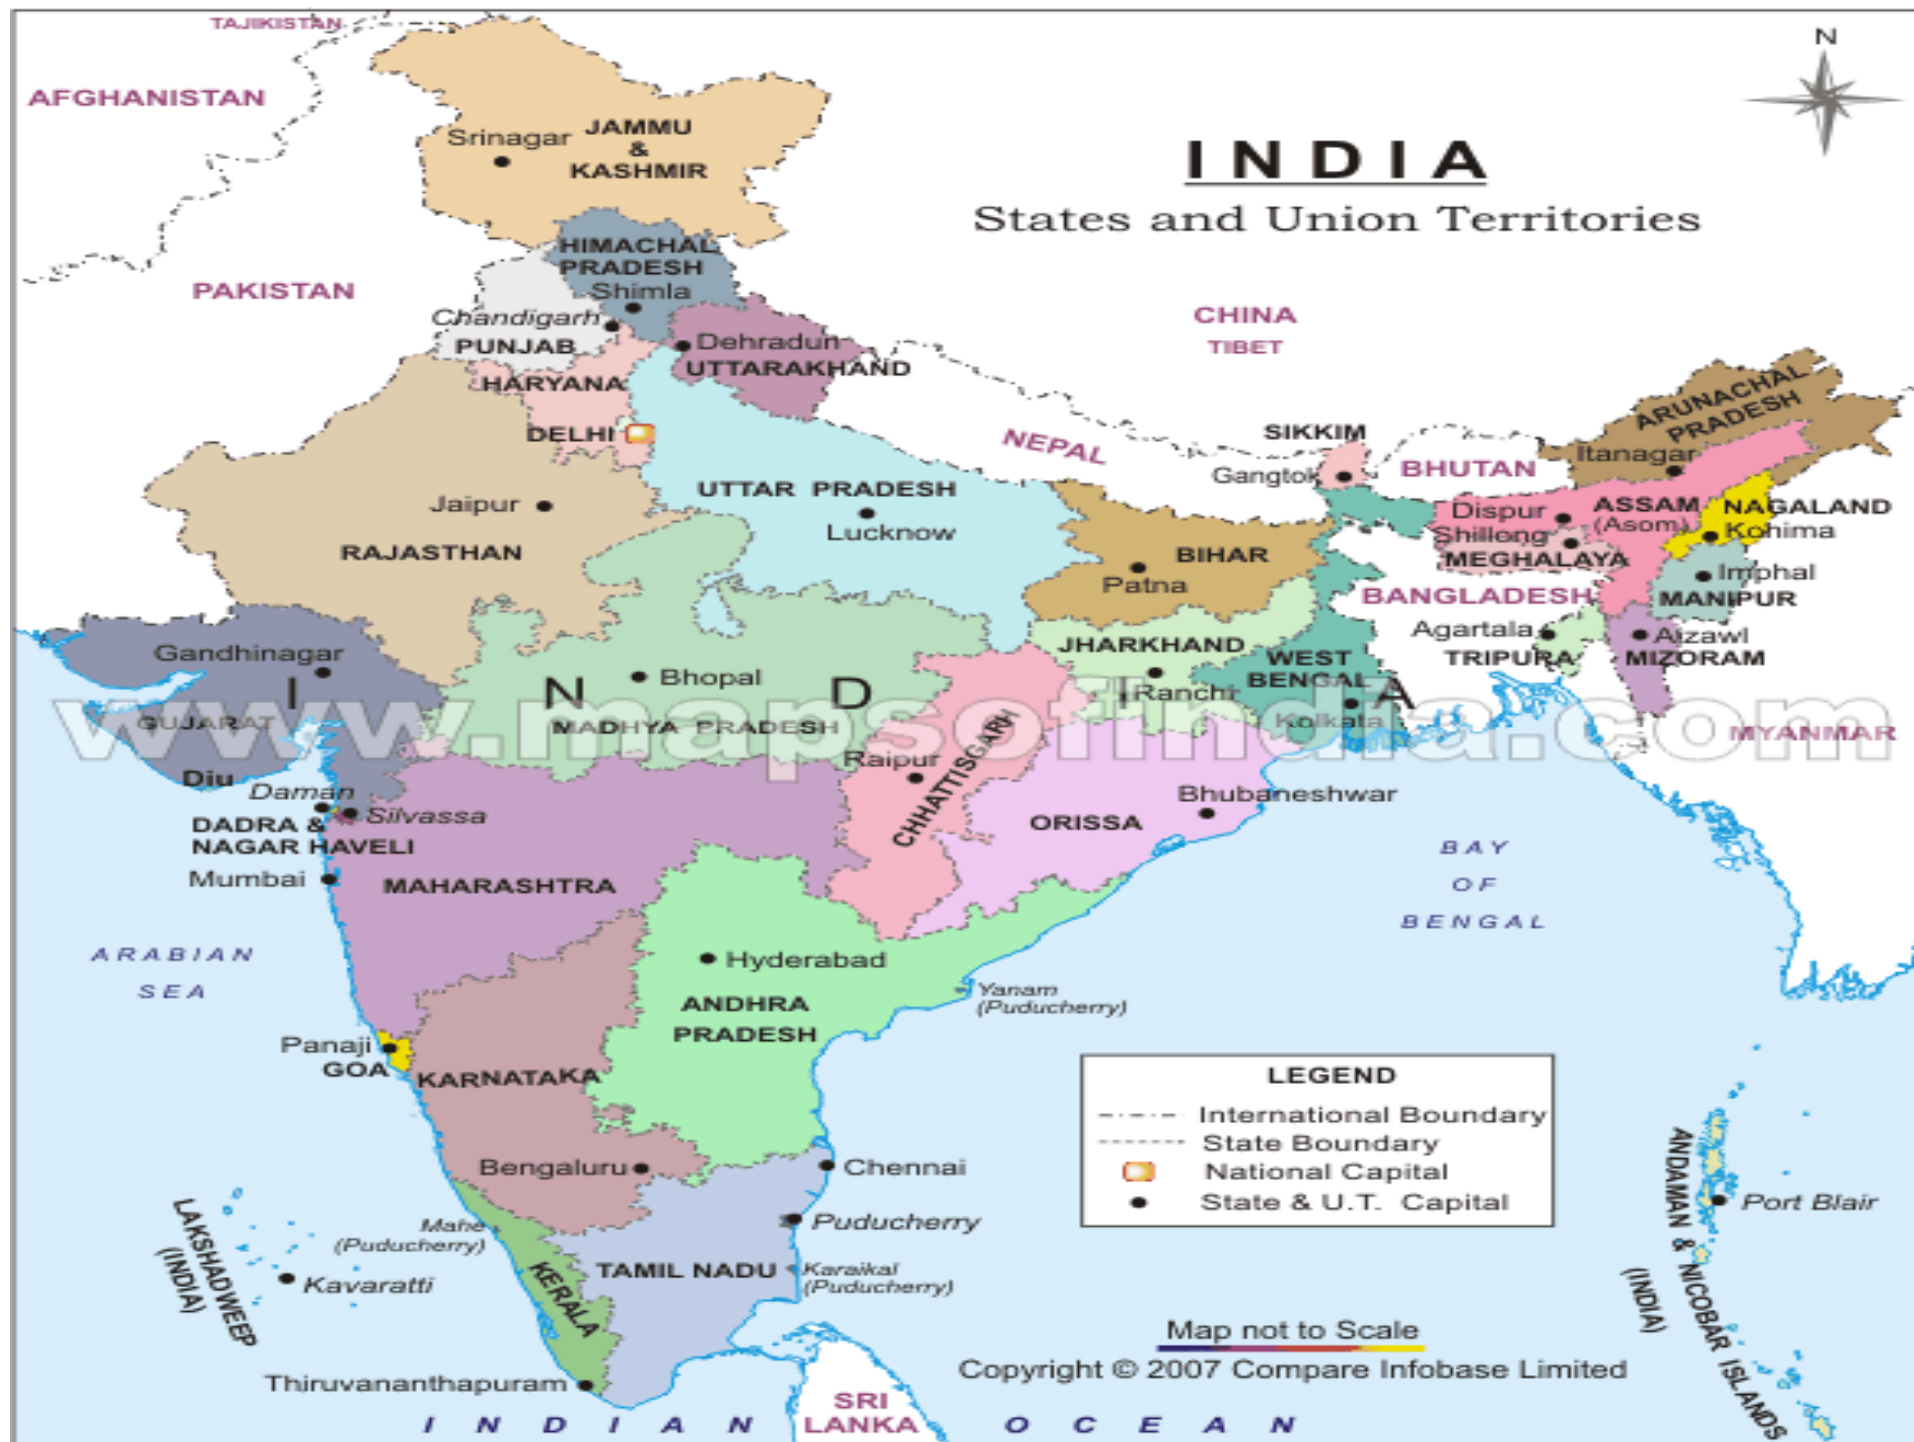 TAJIKISTAN
N
AFGHANISTAN
Srinagar
JAMMU
&
KASHMIR
INDIA
States and Union Territories
HIMACHAL
PRADESH
Shimla
PAKISTAN
Chandigarh
PUNJAB
CHINA
TIBET
Dehradun
UTTARAKHAND
HARYANA
DELHI
NEPAL
SIKKIM
Gangtok
BHUTAN
ARUNACHAL
PRADESH
Itanagar
UTTAR PRADESH
Lucknow
Jaipur
RAJASTHAN
Dispur
ASSAM
(Asom)
NAGALAND
Kohima
Shillong
MEGHALAYA
BIHAR
Patna
Imphal
MANIPUR
BANGLADESH
Agartala
TRIPURA
Aizawl
MIZORAM
JHARKHAND
Ranchi
WEST
BENGAL
Kolkata
Gandhinagar
GUJARAT
Bhopal
MADHYA PRADESH
I N D I A
www.mapsofindia.com
MYANMAR
Diu
Daman
Silvassa
DADRA &
NAGAR HAVELI
Mumbai
MAHARASHTRA
Raipur
CHHATTISGARH
Bhubaneshwar
ORISSA
BAY
OF
BENGAL
ARABIAN
SEA
Hyderabad
ANDHRA
PRADESH
Yanam
(Puducherry)
Panaji
GOA
KARNATAKA
Bengaluru
Chennai
LEGEND
International Boundary
State Boundary
National Capital
State & U.T. Capital
Puducherry
Mahe
(Puducherry)
KERALA
TAMIL NADU
Karaikal
(Puducherry)
LAKSHADWEEP
(INDIA)
Kavaratti
Thiruvananthapuram
ANDAMAN & NICOBAR ISLANDS
(INDIA)
Port Blair
Map not to Scale
Copyright © 2007 Compare Infobase Limited
SRI
LANKA
INDIAN OCEAN